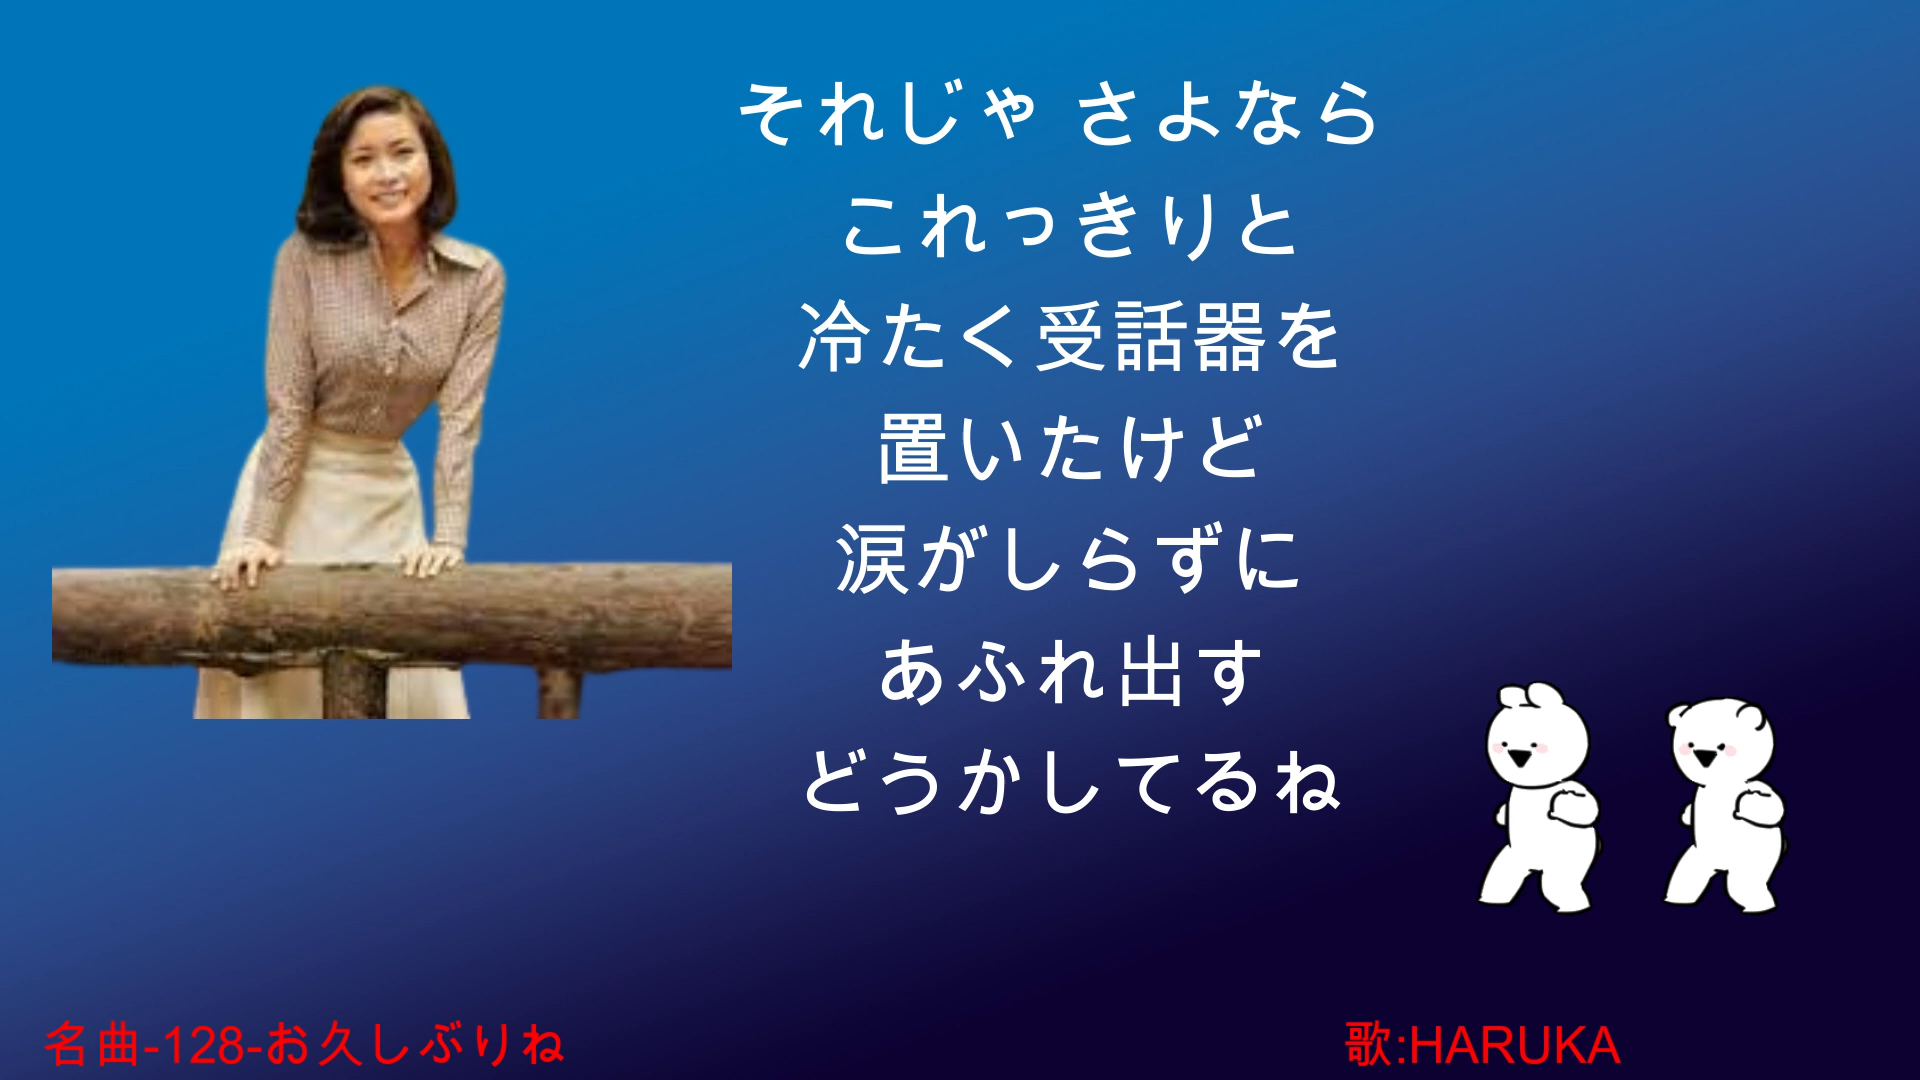 それじゃ さよなら
これっきりと
冷たく受話器を
置いたけど
涙がしらずに
あふれ出す
どうかしてるね
名曲-128-お久しぶりね
歌:HARUKA